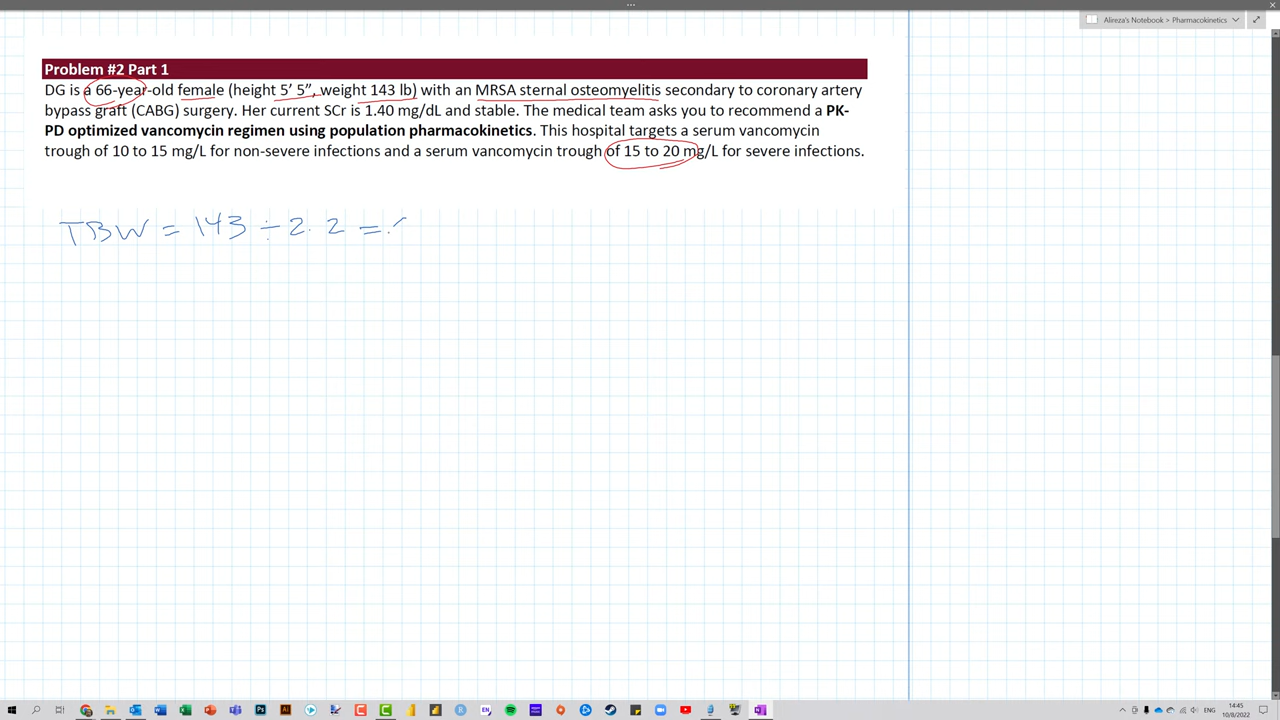 Alireza's Notebook > Pharmacokinetics
Problem #2 Part 1
DG is a 66-year-old female (height 5' 5", weight 143 lb) with an MRSA sternal osteomyelitis secondary to coronary artery
bypass graft (CABG) surgery. Her current SCr is 1.40 mg/dL and stable. The medical team asks you to recommend a PK-
PD optimized vancomycin regimen using population pharmacokinetics. This hospital targets a serum vancomycin
trough of 10 to 15 mg/L for non-severe infections and a serum vancomycin trough of 15 to 20 mg/L for severe infections.
TBW = 143 ÷ 2.2 =
ENG
14:45
10/8/2022